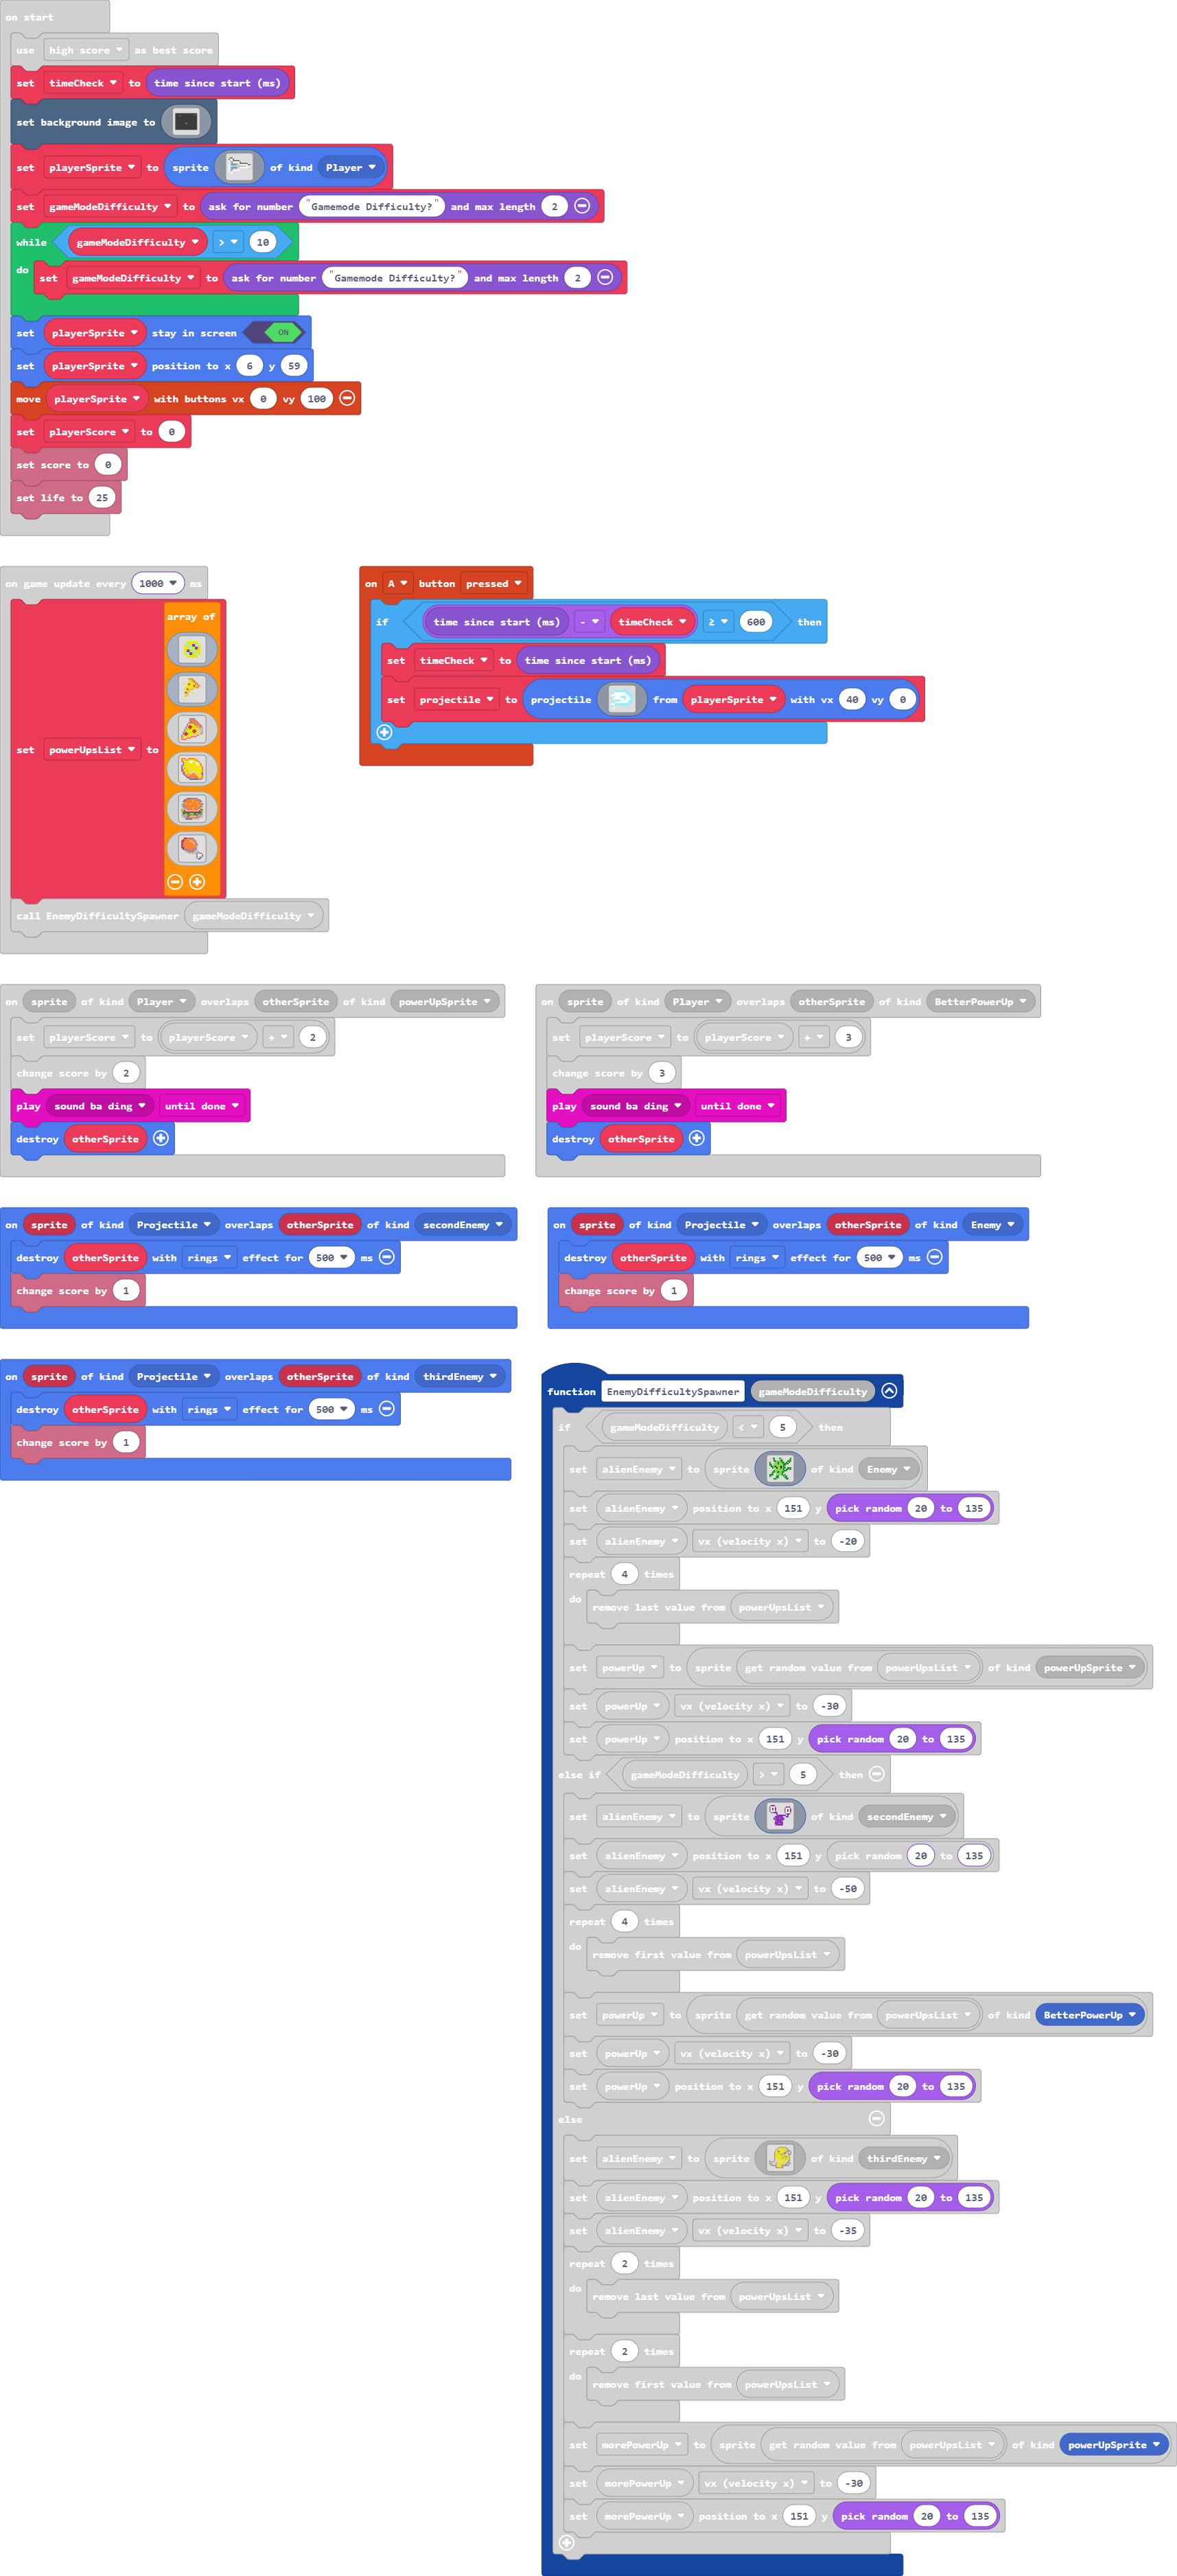 on start
use high score as best score
set timeCheck to time since start (ms)
set background image to
set playerSprite to sprite of kind Player
set gameModeDifficulty to ask for number "Gamemode Difficulty?" and max length 2
while gameModeDifficulty > 10
do set gameModeDifficulty to ask for number "Gamemode Difficulty?" and max length 2
set playerSprite stay in screen ON
set playerSprite position to x 6 y 59
move playerSprite with buttons vx 0 vy 100
set playerScore to 0
set score to 0
set life to 25
on game update every 1000 ms
array of
set powerUpsList to
call EnemyDifficultySpawner gameModeDifficulty
on A button pressed
if time since start (ms) - timeCheck ≥ 600 then
set timeCheck to time since start (ms)
set projectile to projectile from playerSprite with vx 40 vy 0
on sprite of kind Player overlaps otherSprite of kind powerUpSprite
set playerScore to playerScore + 2
change score by 2
play sound ba ding until done
destroy otherSprite
on sprite of kind Player overlaps otherSprite of kind BetterPowerUp
set playerScore to playerScore + 3
change score by 3
play sound ba ding until done
destroy otherSprite
on sprite of kind Projectile overlaps otherSprite of kind secondEnemy
destroy otherSprite with rings effect for 500 ms
change score by 1
on sprite of kind Projectile overlaps otherSprite of kind Enemy
destroy otherSprite with rings effect for 500 ms
change score by 1
on sprite of kind Projectile overlaps otherSprite of kind thirdEnemy
destroy otherSprite with rings effect for 500 ms
change score by 1
function EnemyDifficultySpawner gameModeDifficulty
if gameModeDifficulty < 5 then
set alienEnemy to sprite of kind Enemy
set alienEnemy position to x 151 y pick random 20 to 135
set alienEnemy vx (velocity x) to -20
repeat 4 times
do remove last value from powerUpsList
set powerUp to sprite get random value from powerUpsList of kind powerUpSprite
set powerUp vx (velocity x) to -30
set powerUp position to x 151 y pick random 20 to 135
else if gameModeDifficulty > 5 then
set alienEnemy to sprite of kind secondEnemy
set alienEnemy position to x 151 y pick random 20 to 135
set alienEnemy vx (velocity x) to -50
repeat 4 times
do remove first value from powerUpsList
set powerUp to sprite get random value from powerUpsList of kind BetterPowerUp
set powerUp vx (velocity x) to -30
set powerUp position to x 151 y pick random 20 to 135
else
set alienEnemy to sprite of kind thirdEnemy
set alienEnemy position to x 151 y pick random 20 to 135
set alienEnemy vx (velocity x) to -35
repeat 2 times
do remove last value from powerUpsList
repeat 2 times
do remove first value from powerUpsList
set morePowerUp to sprite get random value from powerUpsList of kind powerUpSprite
set morePowerUp vx (velocity x) to -30
set morePowerUp position to x 151 y pick random 20 to 135